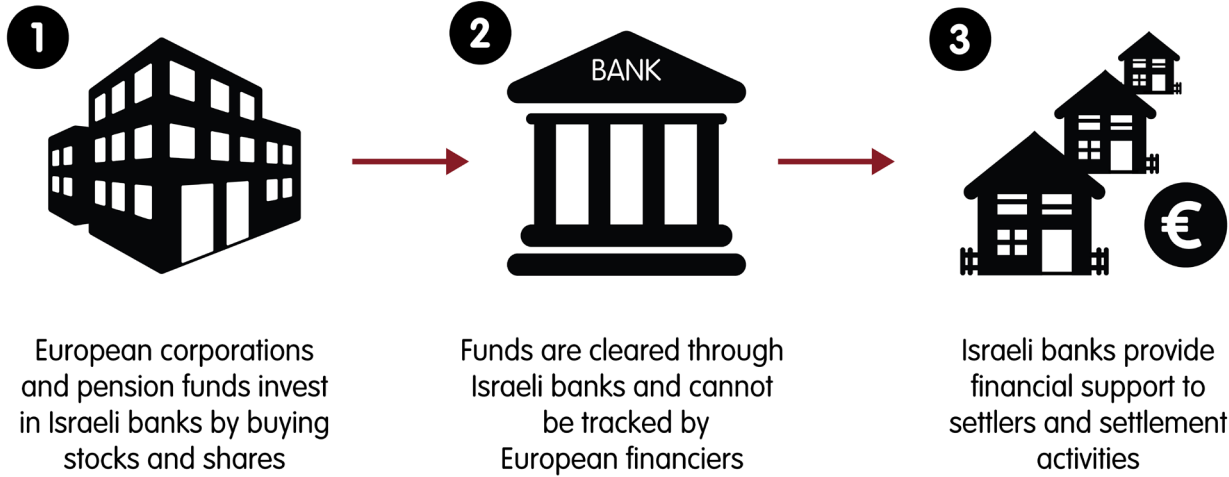 1
European corporations
and pension funds invest
in Israeli banks by buying
stocks and shares
2
BANK
Funds are cleared through
Israeli banks and cannot
be tracked by
European financiers
3
€
Israeli banks provide
financial support to
settlers and settlement
activities